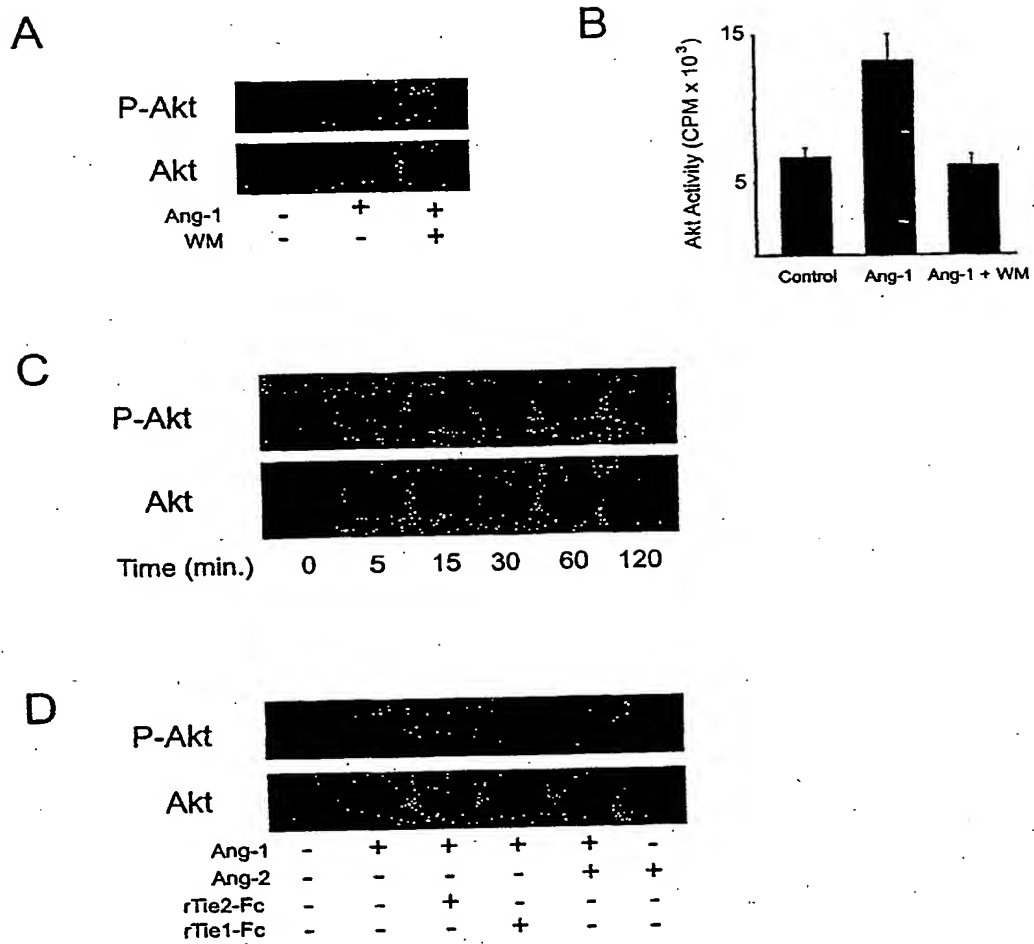 A
P-Akt
Akt
Ang-1 - + +
WM - - +
B
Akt Activity (CPM x 10³)
15
5
Control Ang-1 Ang-1 + WM
C
P-Akt
Akt
Time (min.) 0 5 15 30 60 120
D
P-Akt
Akt
Ang-1 - + + + + -
Ang-2 - - - - + +
rTie2-Fc - - + - - -
rTie1-Fc - - - + - -